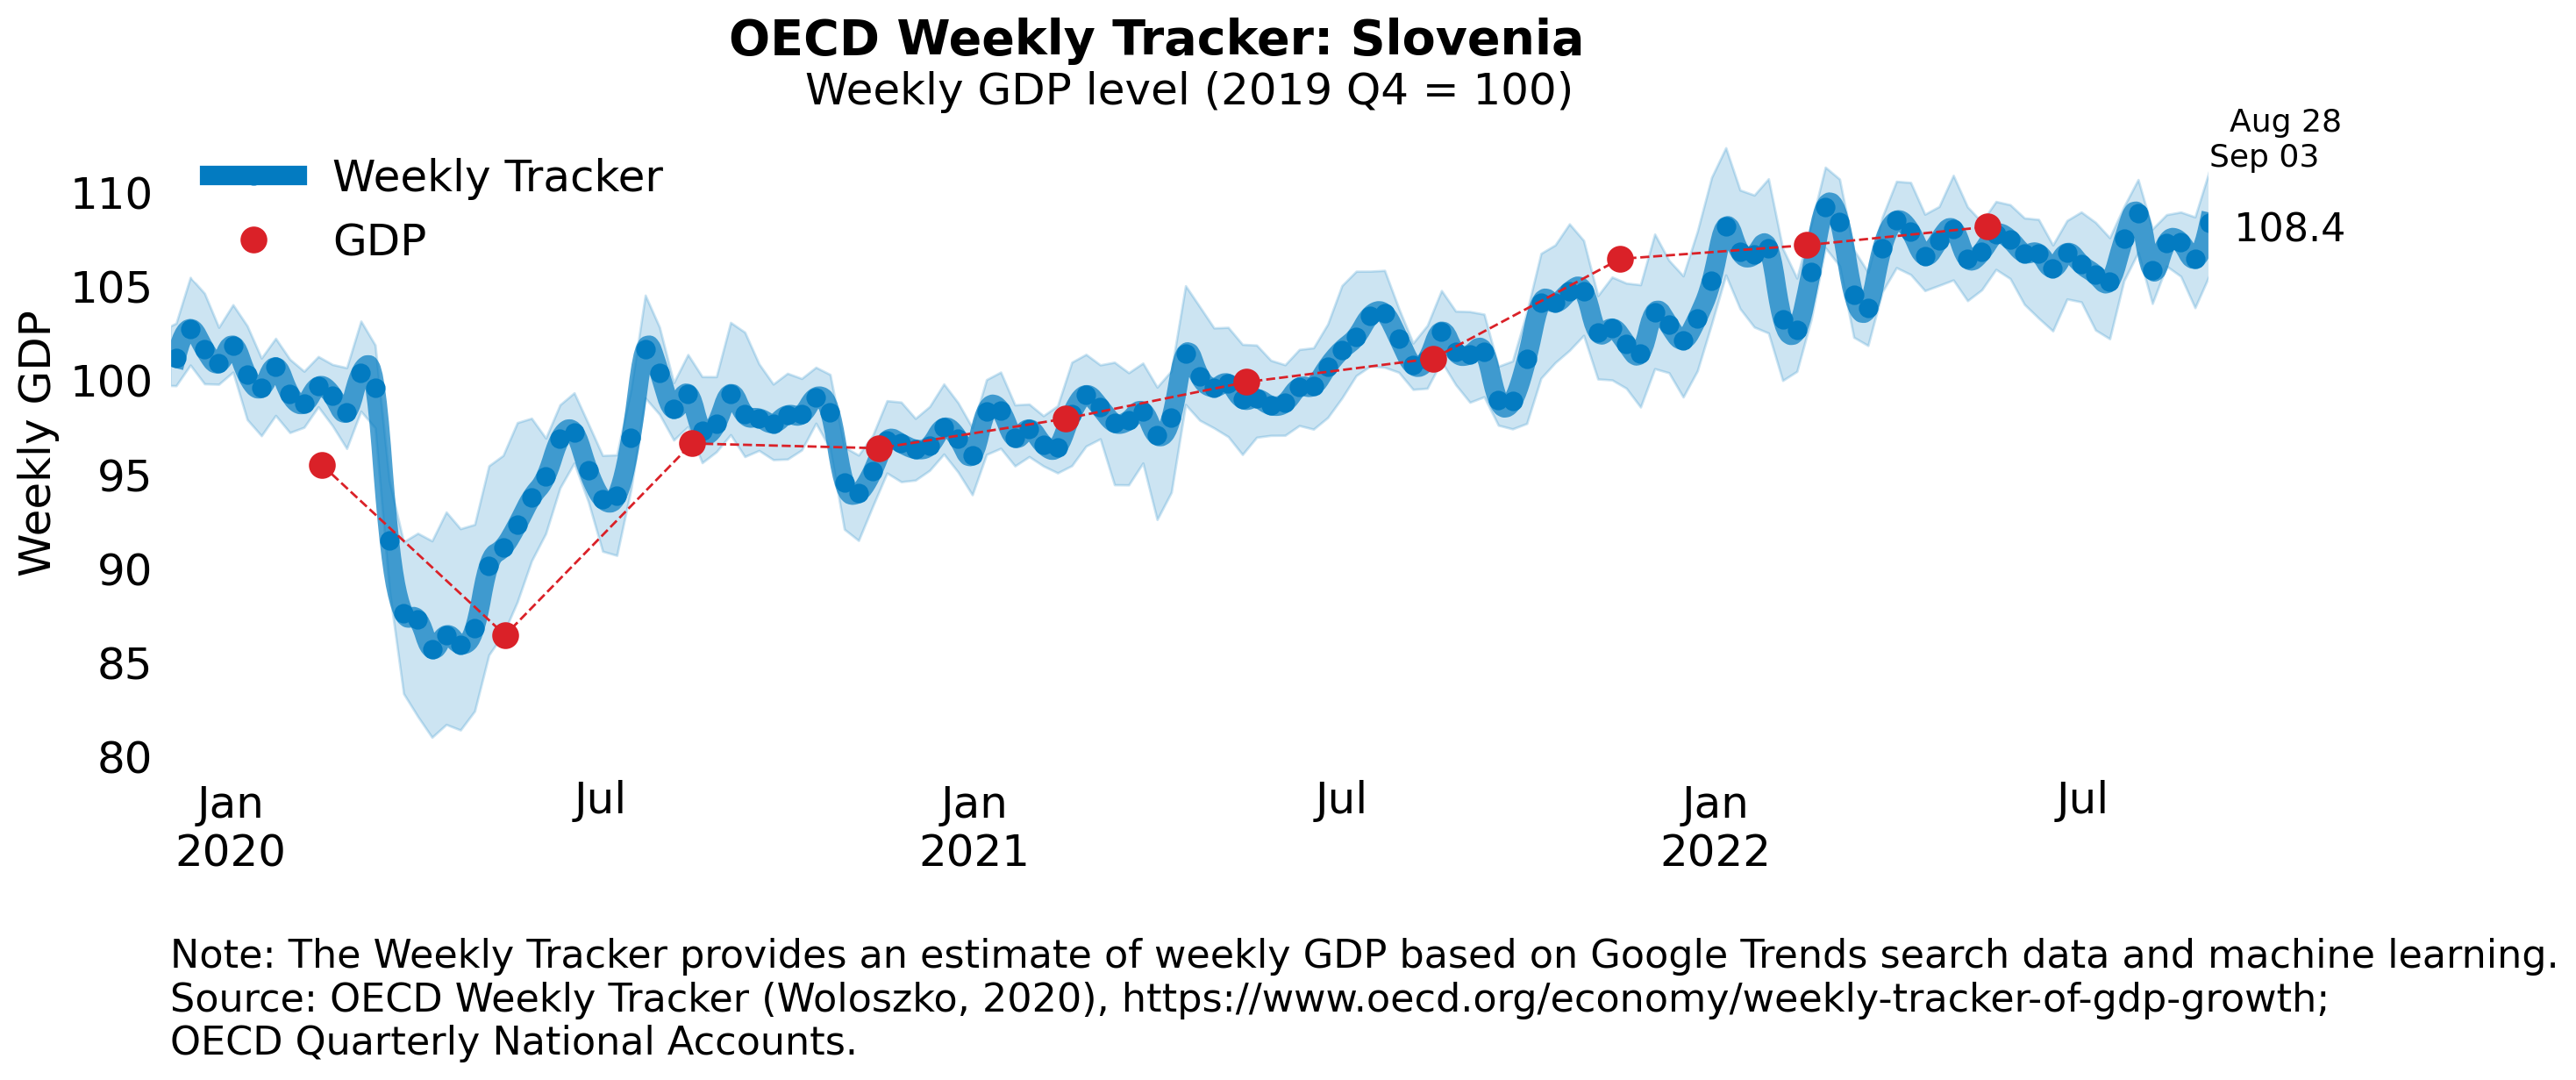 OECD Weekly Tracker: Slovenia
Weekly GDP level (2019 Q4 = 100)
Aug 28
Sep 03
Weekly Tracker
GDP
108.4
Weekly GDP
110
105
100
95
90
85
80
Jan
2020
Jul
Jan
2021
Jul
Jan
2022
Jul
Note: The Weekly Tracker provides an estimate of weekly GDP based on Google Trends search data and machine learning.
Source: OECD Weekly Tracker (Woloszko, 2020), https://www.oecd.org/economy/weekly-tracker-of-gdp-growth;
OECD Quarterly National Accounts.